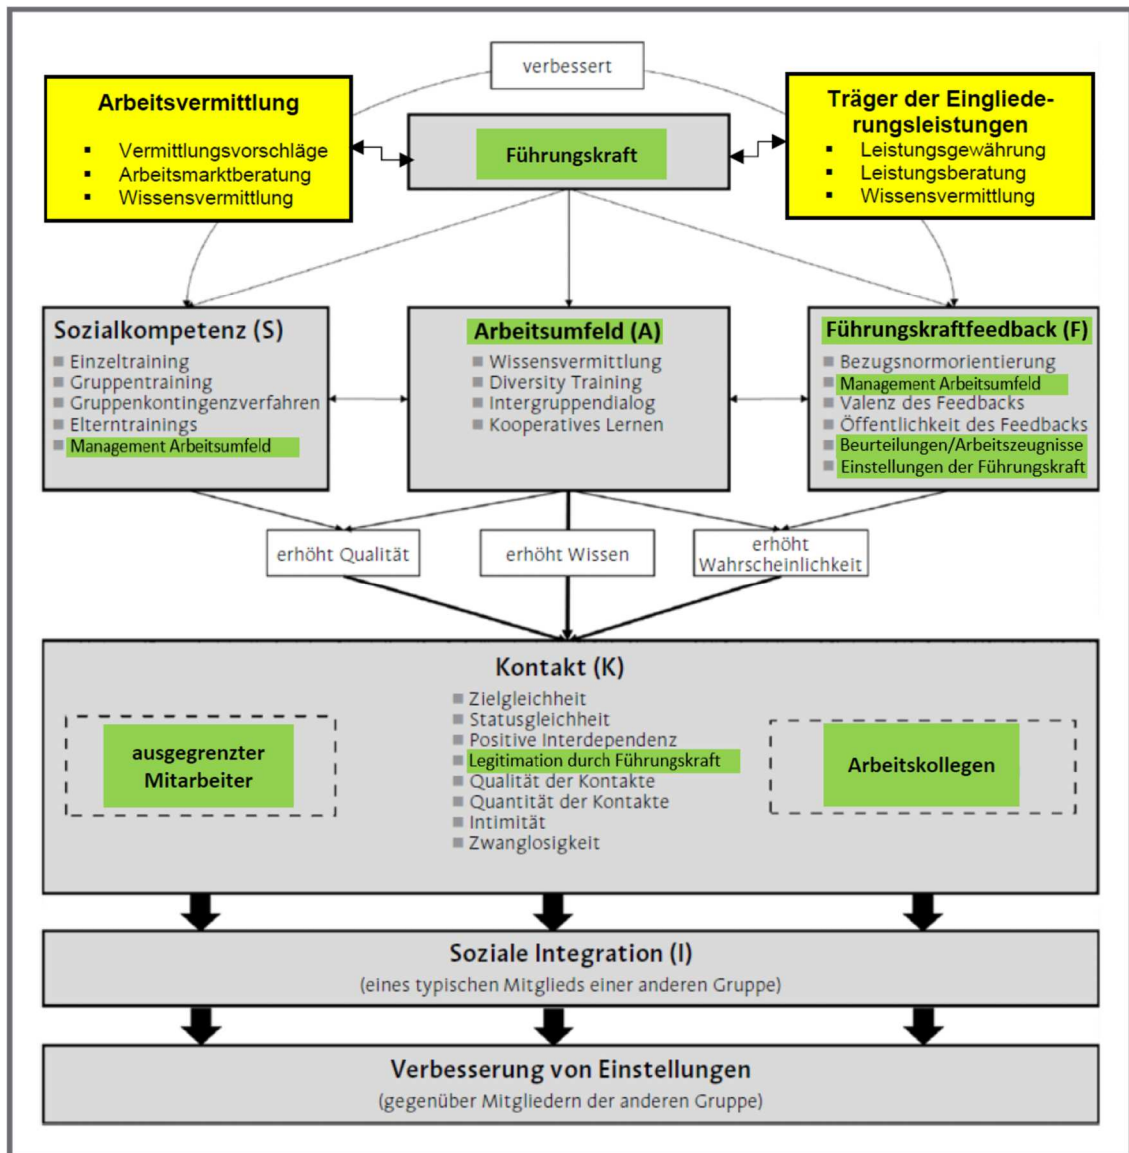 verbessert
Arbeitsvermittlung
▪ Vermittlungsvorschläge
▪ Arbeitsmarktberatung
▪ Wissensvermittlung
Führungskraft
Träger der Eingliede-
rungsleistungen
▪ Leistungsgewährung
▪ Leistungsberatung
▪ Wissensvermittlung
Sozialkompetenz (S)
■ Einzeltraining
■ Gruppentraining
■ Gruppenkontingenzverfahren
■ Elterntrainings
■ Management Arbeitsumfeld
Arbeitsumfeld (A)
■ Wissensvermittlung
■ Diversity Training
■ Intergruppendialog
■ Kooperatives Lernen
Führungskraftfeedback (F)
■ Bezugsnormorientierung
■ Management Arbeitsumfeld
■ Valenz des Feedbacks
■ Öffentlichkeit des Feedbacks
■ Beurteilungen/Arbeitszeugnisse
■ Einstellungen der Führungskraft
erhöht Qualität
erhöht Wissen
erhöht
Wahrscheinlichkeit
Kontakt (K)
■ Zielgleichheit
■ Statusgleichheit
■ Positive Interdependenz
■ Legitimation durch Führungskraft
■ Qualität der Kontakte
■ Quantität der Kontakte
■ Intimität
■ Zwanglosigkeit
ausgegrenzter
Mitarbeiter
Arbeitskollegen
Soziale Integration (I)
(eines typischen Mitglieds einer anderen Gruppe)
Verbesserung von Einstellungen
(gegenüber Mitgliedern der anderen Gruppe)